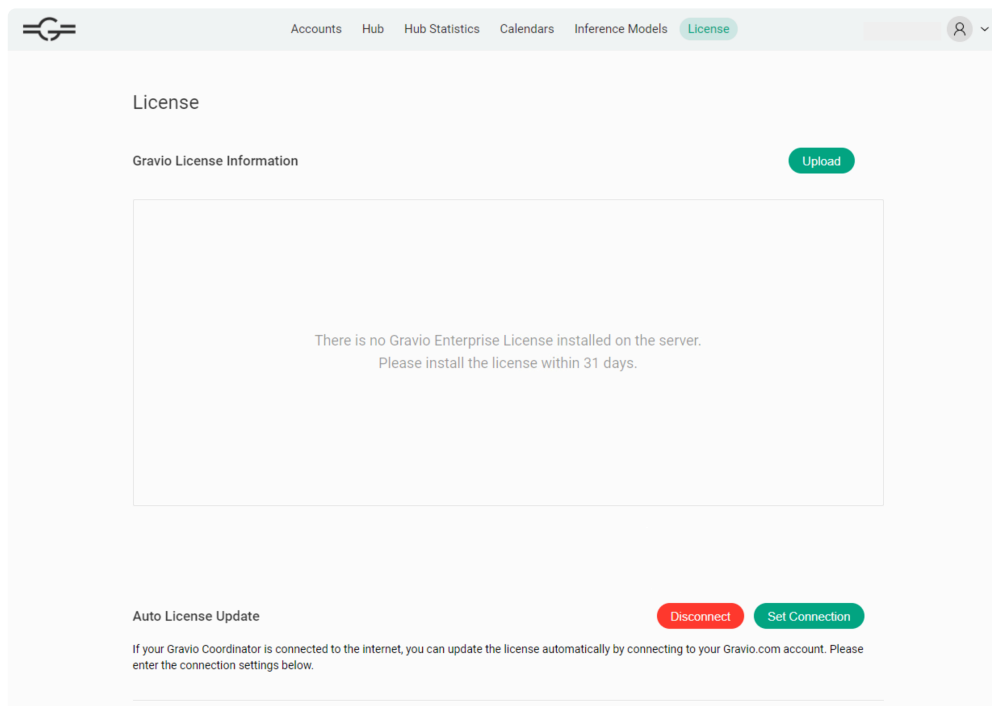 Accounts Hub Hub Statistics Calendars Inference Models License
License
Gravio License Information Upload
There is no Gravio Enterprise License installed on the server.
Please install the license within 31 days.
Auto License Update Disconnect Set Connection
If your Gravio Coordinator is connected to the internet, you can update the license automatically by connecting to your Gravio.com account. Please
enter the connection settings below.